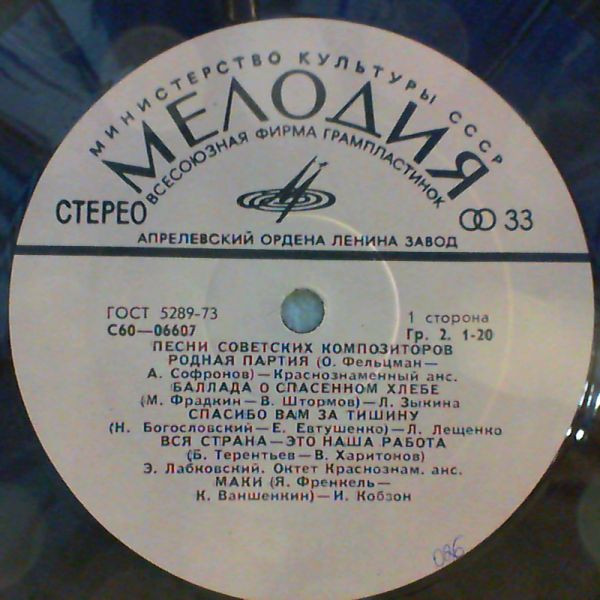 МИНИСТЕРСТВО КУЛЬТУРЫ СССР
МЕЛОДИЯ
ВСЕСОЮЗНАЯ ФИРМА ГРАМПЛАСТИНОК
СТЕРЕО
33
АПРЕЛЕВСКИЙ ОРДЕНА ЛЕНИНА ЗАВОД
ГОСТ 5289-73
1 сторона
С60—06607
Гр. 2. 1-20
ПЕСНИ СОВЕТСКИХ КОМПОЗИТОРОВ
РОДНАЯ ПАРТИЯ (О. Фельцман—
А. Софронов)—Краснознаменный анс.
БАЛЛАДА О СПАСЕННОМ ХЛЕБЕ
(М. Фрадкин—В. Штормов)—Л. Зыкина
СПАСИБО ВАМ ЗА ТИШИНУ
(Н. Богословский—Е. Евтушенко)—Л. Лещенко
ВСЯ СТРАНА—ЭТО НАША РАБОТА
(Б. Терентьев—В. Харитонов)
Э. Лабковский. Октет Краснознам. анс.
МАКИ (Я. Френкель—
К. Ваншенкин)—И. Кобзон
086